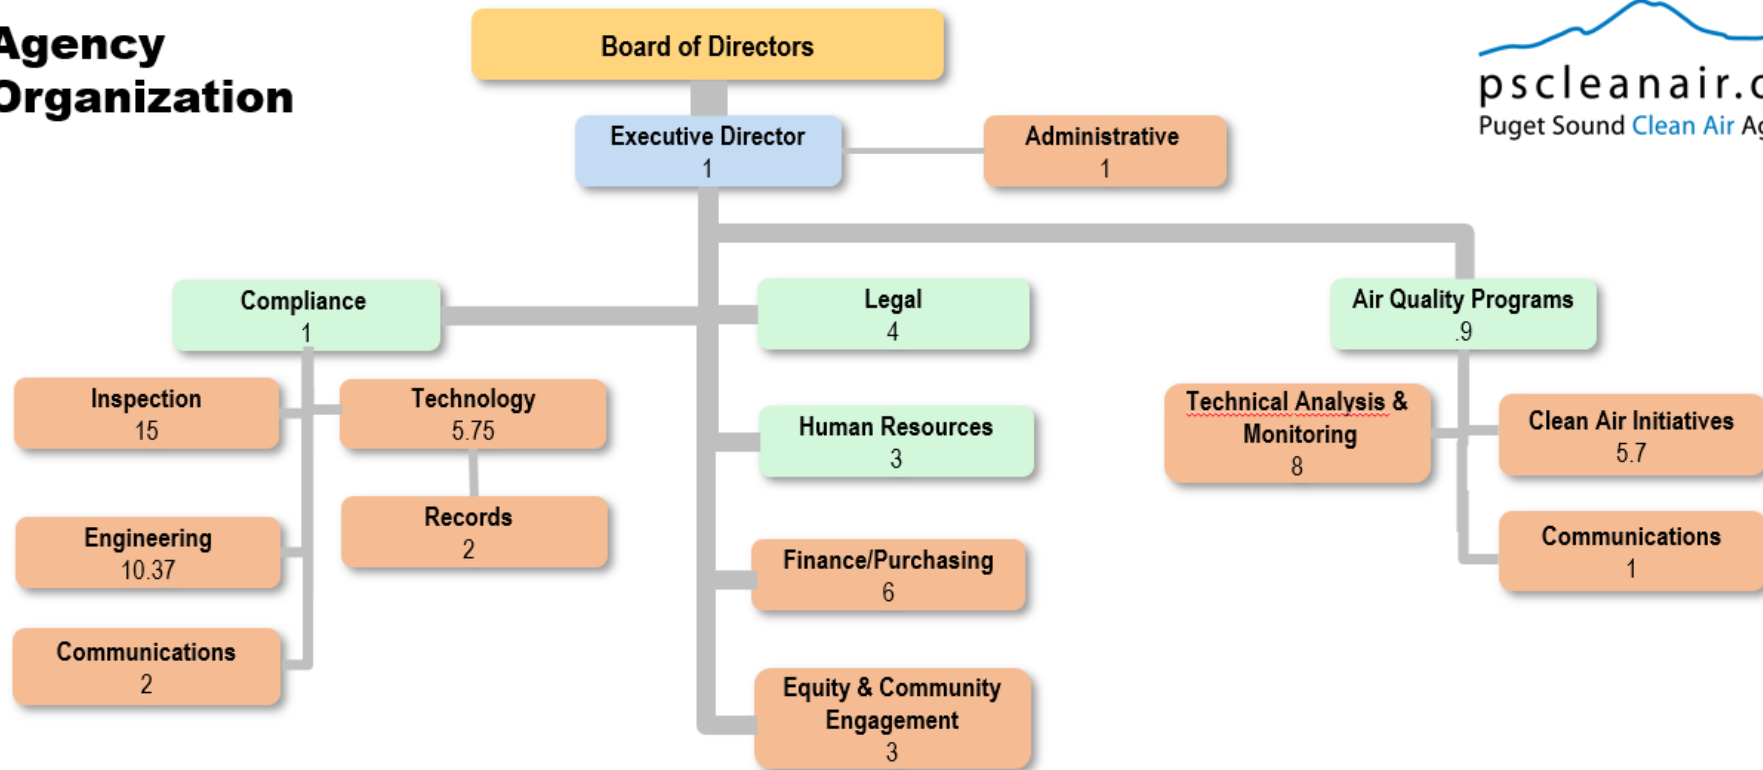 Agency
Organization
Board of Directors
pscleanair.
Puget Sound Clean Air
Executive Director
1
Administrative
1
Compliance
1
Legal
4
Air Quality Programs
.9
Inspection
15
Technology
5.75
Human Resources
3
Technical Analysis &
Monitoring
8
Clean Air Initiatives
5.7
Engineering
10.37
Records
2
Finance/Purchasing
6
Communications
1
Communications
2
Equity & Community
Engagement
3